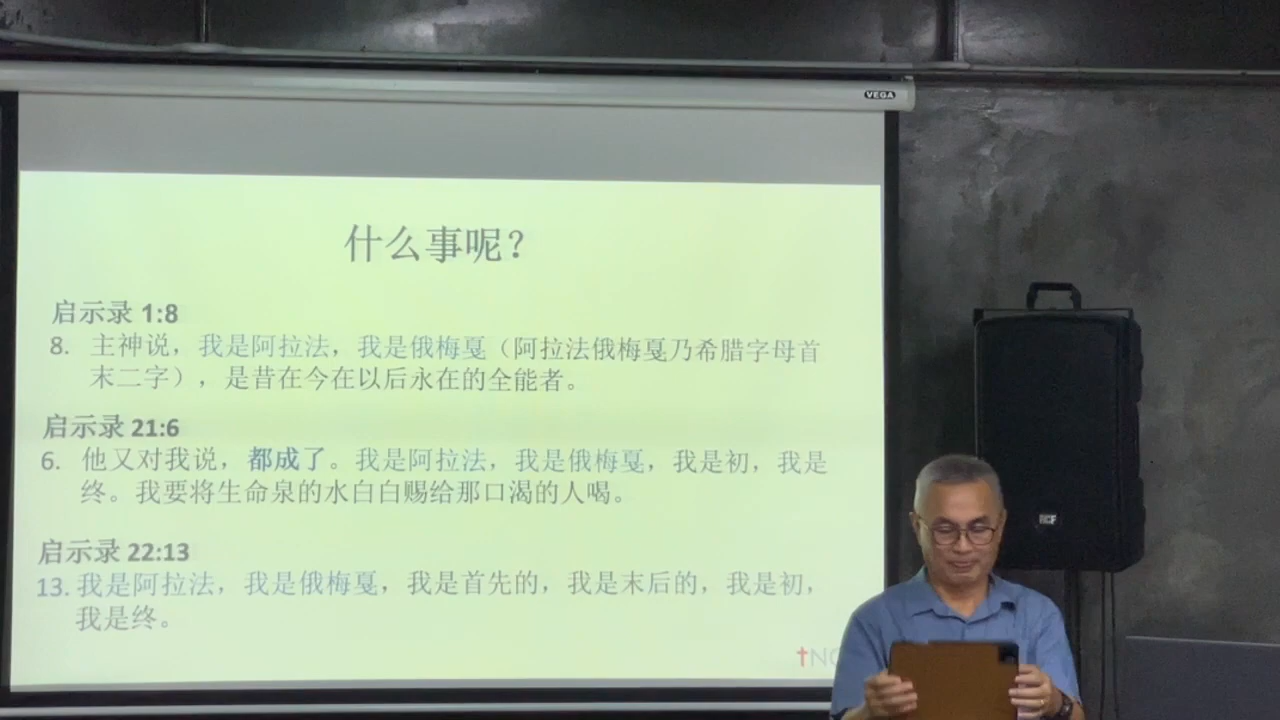 VEGA
什么事呢？
启示录 1:8
8. 主神说，我是阿拉法，我是俄梅戛（阿拉法俄梅戛乃希腊字母首
末二字），是昔在今在以后永在的全能者。
启示录 21:6
6. 他又对我说，都成了。我是阿拉法，我是俄梅戛，我是初，我是
终。我要将生命泉的水白白赐给那口渴的人喝。
启示录 22:13
13. 我是阿拉法，我是俄梅戛，我是首先的，我是末后的，我是初，
我是终。
RCF